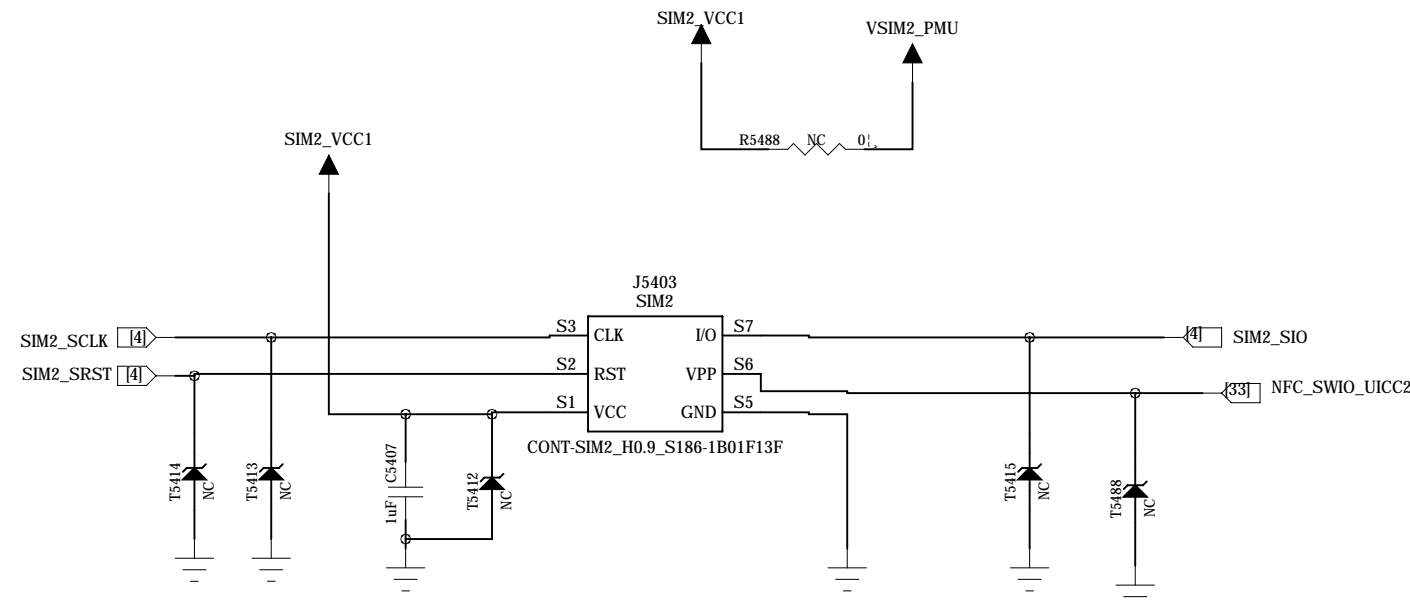 SIM2_VCC1
VSIM2_PMU
R5488 NC 0
SIM2_VCC1
J5403
SIM2
SIM2_SCLK [4]
S3 CLK I/O S7
[4] SIM2_SIO
SIM2_SRST [4]
S2 RST VPP S6
[33] NFC_SWIO_UICC2
S1 VCC GND S5
CONT-SIM2_H0.9_S186-1B01F13F
T5414 NC
T5413 NC
C5407 1uF
T5412 NC
T5415 NC
T5488 NC